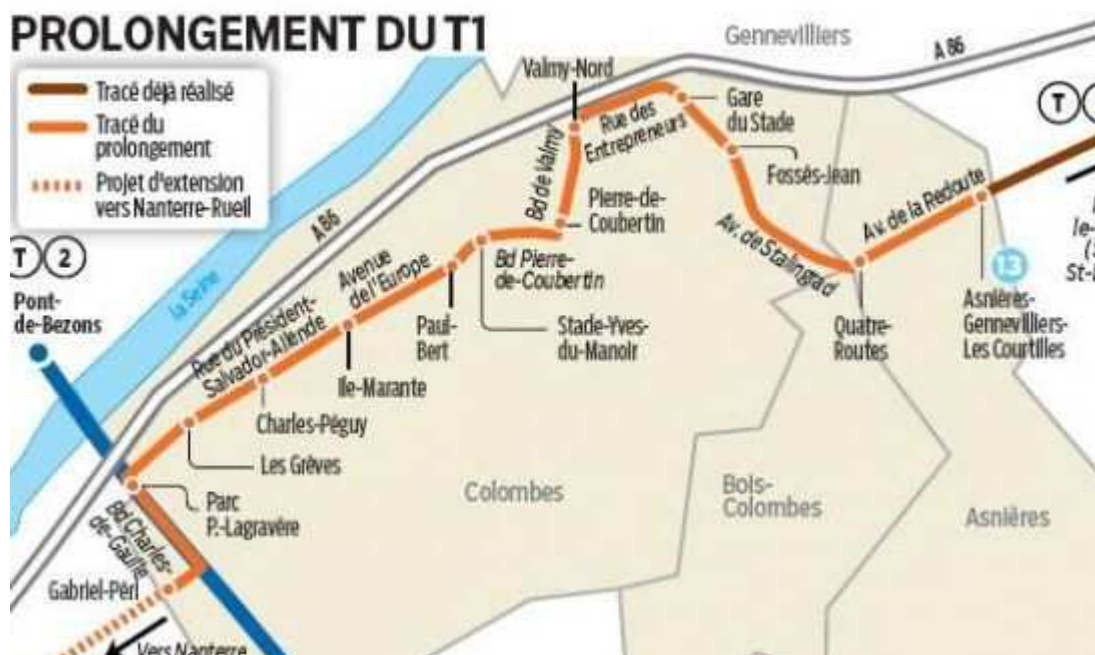 PROLONGEMENT DU T1
Tracé déjà réalisé
Tracé du
prolongement
Projet d'extension
vers Nanterre-Rueil
T 2
Pont-
de-Bezons
la Seine
A 86
Gennevilliers
A 86
Valmy-Nord
Rue des
Entrepreneurs
Gare
du Stade
Fossés-Jean
Bd de Valmy
Pierre-de-
Coubertin
Av. de Stalingrad
Av. de la Redoute
T
13
Asnières-
Gennevilliers-
Les Courtilles
Quatre-
Routes
Bd Pierre-
de-Coubertin
Stade-Yves-
du-Manoir
Avenue
de l'Europe
Paul-
Bert
Rue du Président-
Salvador-Allende
Ile-Marante
Charles-Péguy
Les Grèves
Parc
P.-Lagravère
Bd Charles-
de-Gaulle
Gabriel-Péri
Vers Nanterre
Colombes
Bois-
Colombes
Asnières